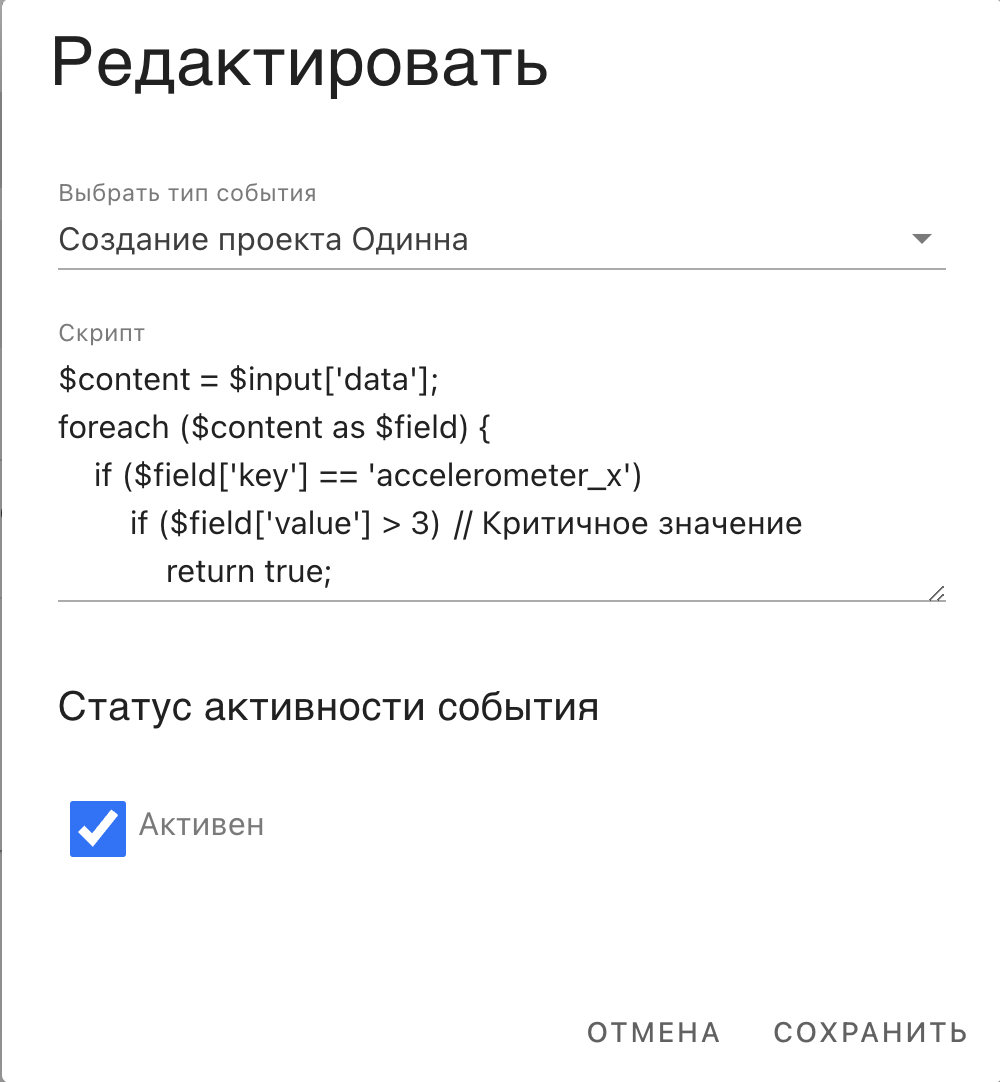 Редактировать
Выбрать тип события
Создание проекта Одинна
Скрипт
$content = $input['data'];
foreach ($content as $field) {
if ($field['key'] == 'accelerometer_x')
if ($field['value'] > 3) // Критичное значение
return true;
Статус активности события
Активен
ОТМЕНА СОХРАНИТЬ